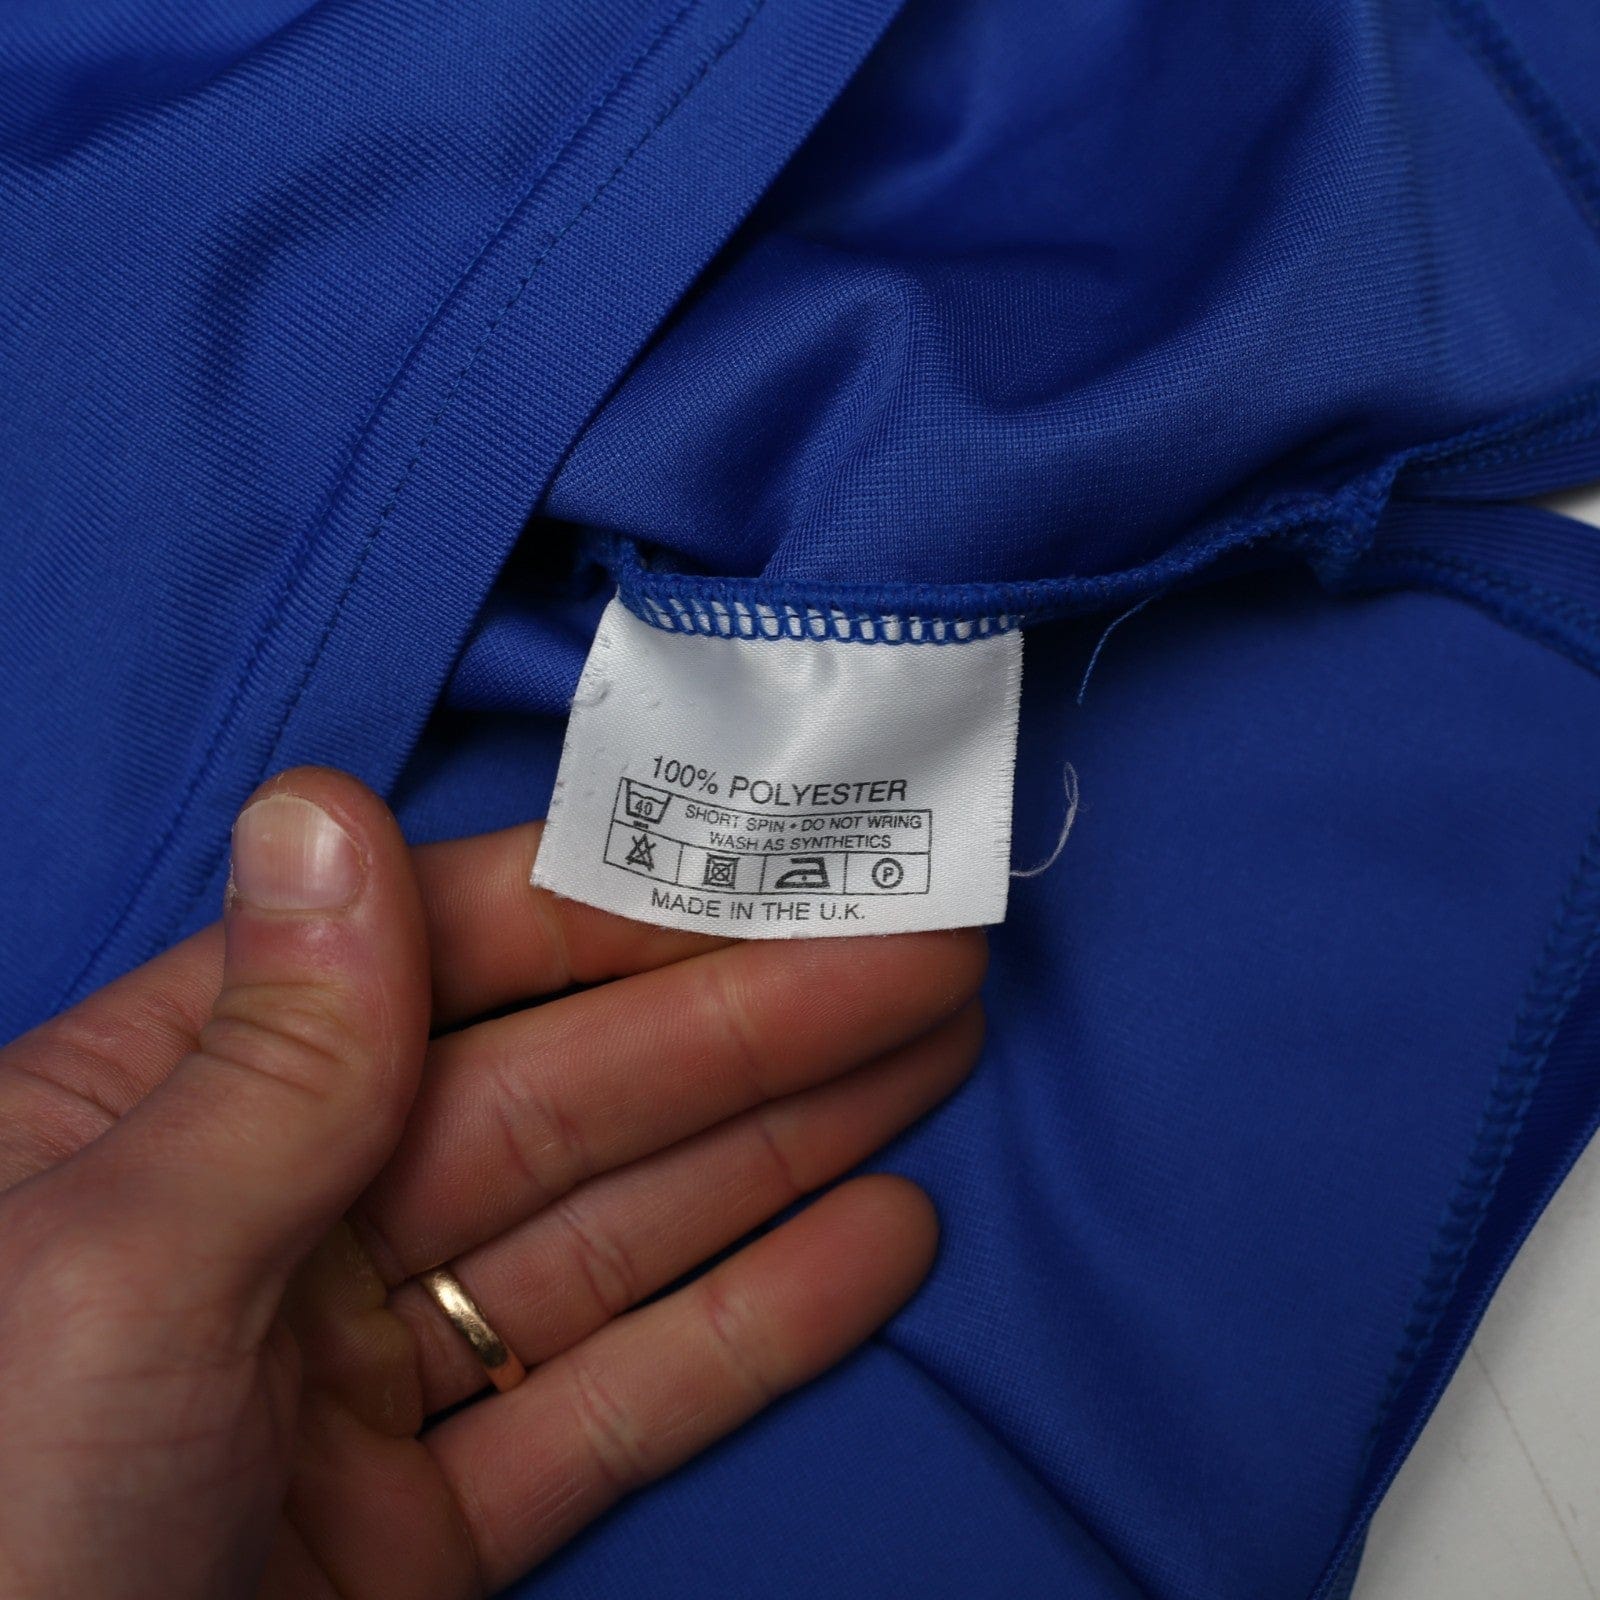 100% POLYESTER
40 SHORT SPIN • DO NOT WRING
WASH AS SYNTHETICS
P
MADE IN THE U.K.